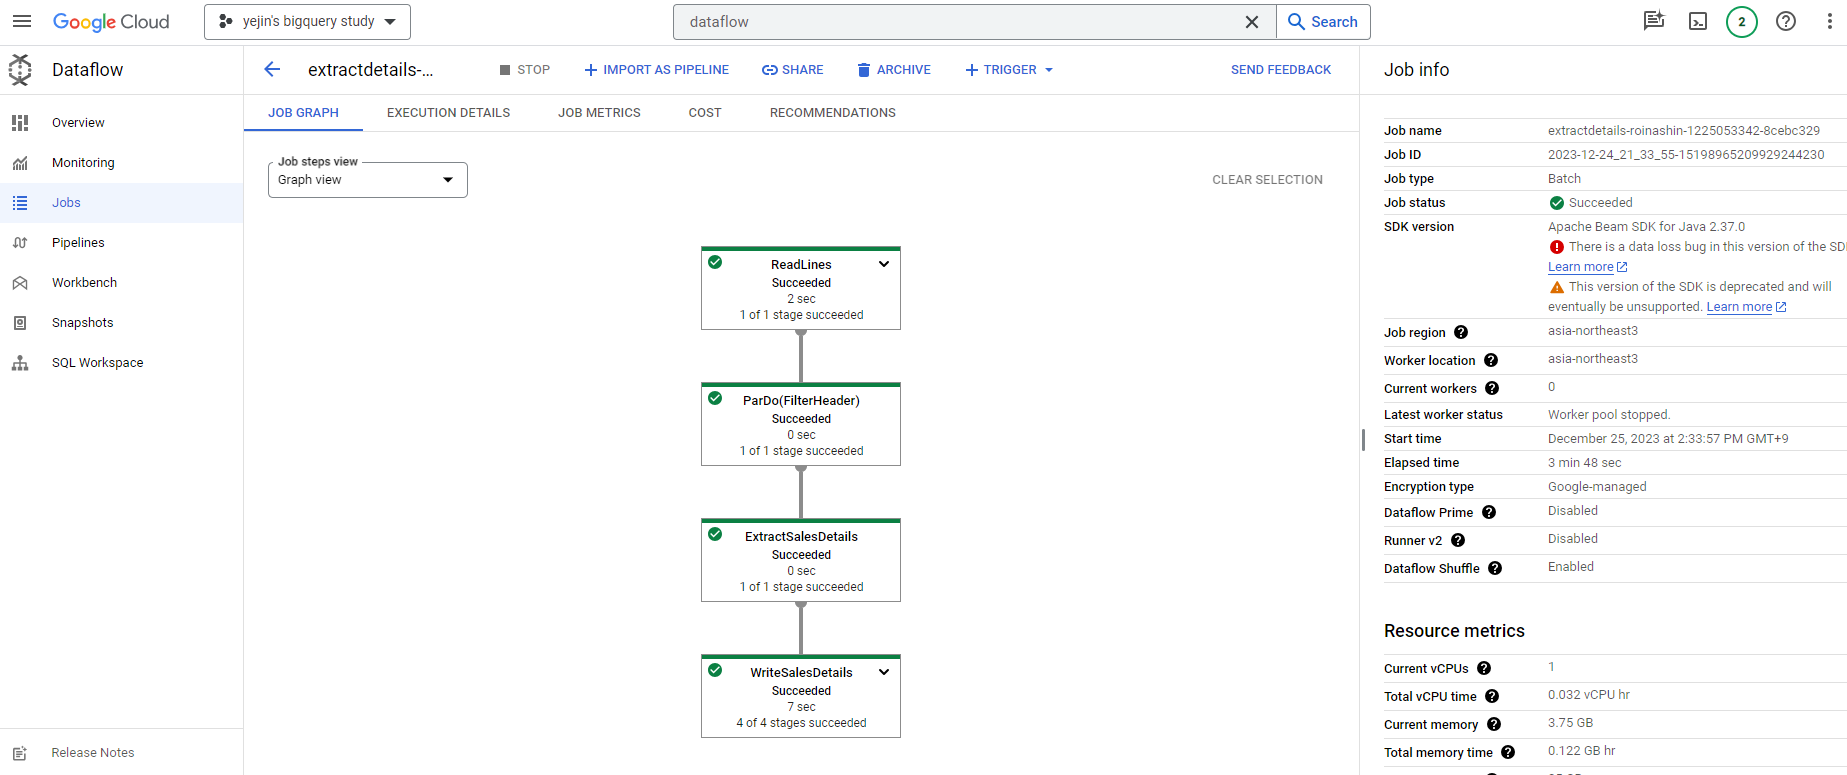 Google Cloud
yejin's bigquery study
dataflow
Search
2
Dataflow
extractdetails-...
STOP
IMPORT AS PIPELINE
SHARE
ARCHIVE
TRIGGER
SEND FEEDBACK
Job info
Overview
Monitoring
Jobs
Pipelines
Workbench
Snapshots
SQL Workspace
Release Notes
JOB GRAPH
EXECUTION DETAILS
JOB METRICS
COST
RECOMMENDATIONS
Job steps view
Graph view
CLEAR SELECTION
ReadLines
Succeeded
2 sec
1 of 1 stage succeeded
ParDo(FilterHeader)
Succeeded
0 sec
1 of 1 stage succeeded
ExtractSalesDetails
Succeeded
0 sec
1 of 1 stage succeeded
WriteSalesDetails
Succeeded
7 sec
4 of 4 stages succeeded
Job name extractdetails-roinashin-1225053342-8cebc329
Job ID 2023-12-24_21_33_55-15198965209929244230
Job type Batch
Job status Succeeded
SDK version Apache Beam SDK for Java 2.37.0
There is a data loss bug in this version of the SD
Learn more
This version of the SDK is deprecated and will
eventually be unsupported. Learn more
Job region asia-northeast3
Worker location asia-northeast3
Current workers 0
Latest worker status Worker pool stopped.
Start time December 25, 2023 at 2:33:57 PM GMT+9
Elapsed time 3 min 48 sec
Encryption type Google-managed
Dataflow Prime Disabled
Runner v2 Disabled
Dataflow Shuffle Enabled
Resource metrics
Current vCPUs 1
Total vCPU time 0.032 vCPU hr
Current memory 3.75 GB
Total memory time 0.122 GB hr